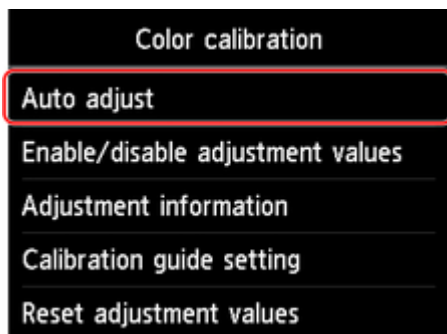 Color calibration
Auto adjust
Enable/disable adjustment values
Adjustment information
Calibration guide setting
Reset adjustment values